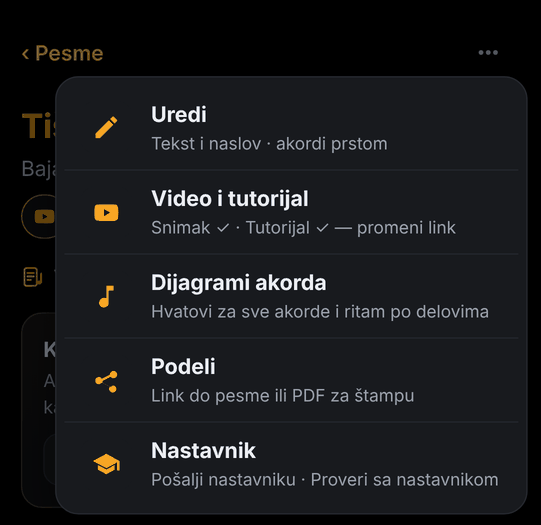 ‹ Pesme
Uredi
Tekst i naslov · akordi prstom
Video i tutorijal
Snimak ✓ · Tutorijal ✓ — promeni link
Dijagrami akorda
Hvatovi za sve akorde i ritam po delovima
Podeli
Link do pesme ili PDF za štampu
Nastavnik
Pošalji nastavniku · Proveri sa nastavnikom